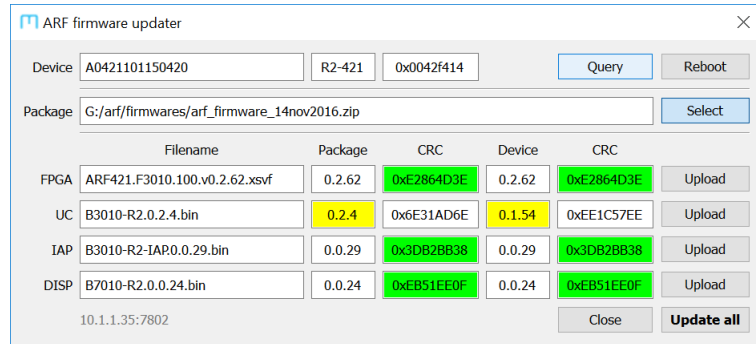 ARF firmware updater
Device A0421101150420 R2-421 0x0042f414 Query Reboot
Package G:/arf/firmwares/arf_firmware_14nov2016.zip Select
Filename Package CRC Device CRC
FPGA ARF421.F3010.100.v0.2.62.xsvf 0.2.62 0xE2864D3E 0.2.62 0xE2864D3E Upload
UC B3010-R2.0.2.4.bin 0.2.4 0x6E31AD6E 0.1.54 0xEE1C57EE Upload
IAP B3010-R2-IAP.0.0.29.bin 0.0.29 0x3DB2BB38 0.0.29 0x3DB2BB38 Upload
DISP B7010-R2.0.0.24.bin 0.0.24 0xEB51EE0F 0.0.24 0xEB51EE0F Upload
10.1.1.35:7802 Close Update all